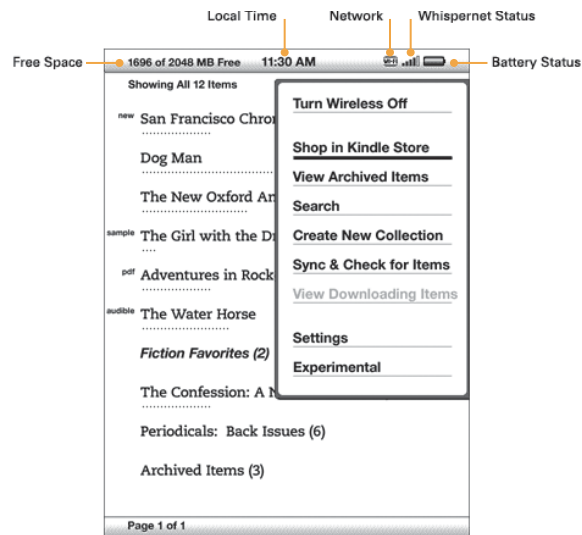 Local Time Network Whispernet Status
Free Space 1696 of 2048 MB Free 11:30 AM Battery Status
Showing All 12 Items
Turn Wireless Off
new San Francisco Chron
Shop in Kindle Store
Dog Man
View Archived Items
The New Oxford Am
Search
sample The Girl with the Dr
Create New Collection
Sync & Check for Items
pdf Adventures in Rock
View Downloading Items
audible The Water Horse
Settings
Fiction Favorites (2)
Experimental
The Confession: A N
Periodicals: Back Issues (6)
Archived Items (3)
Page 1 of 1